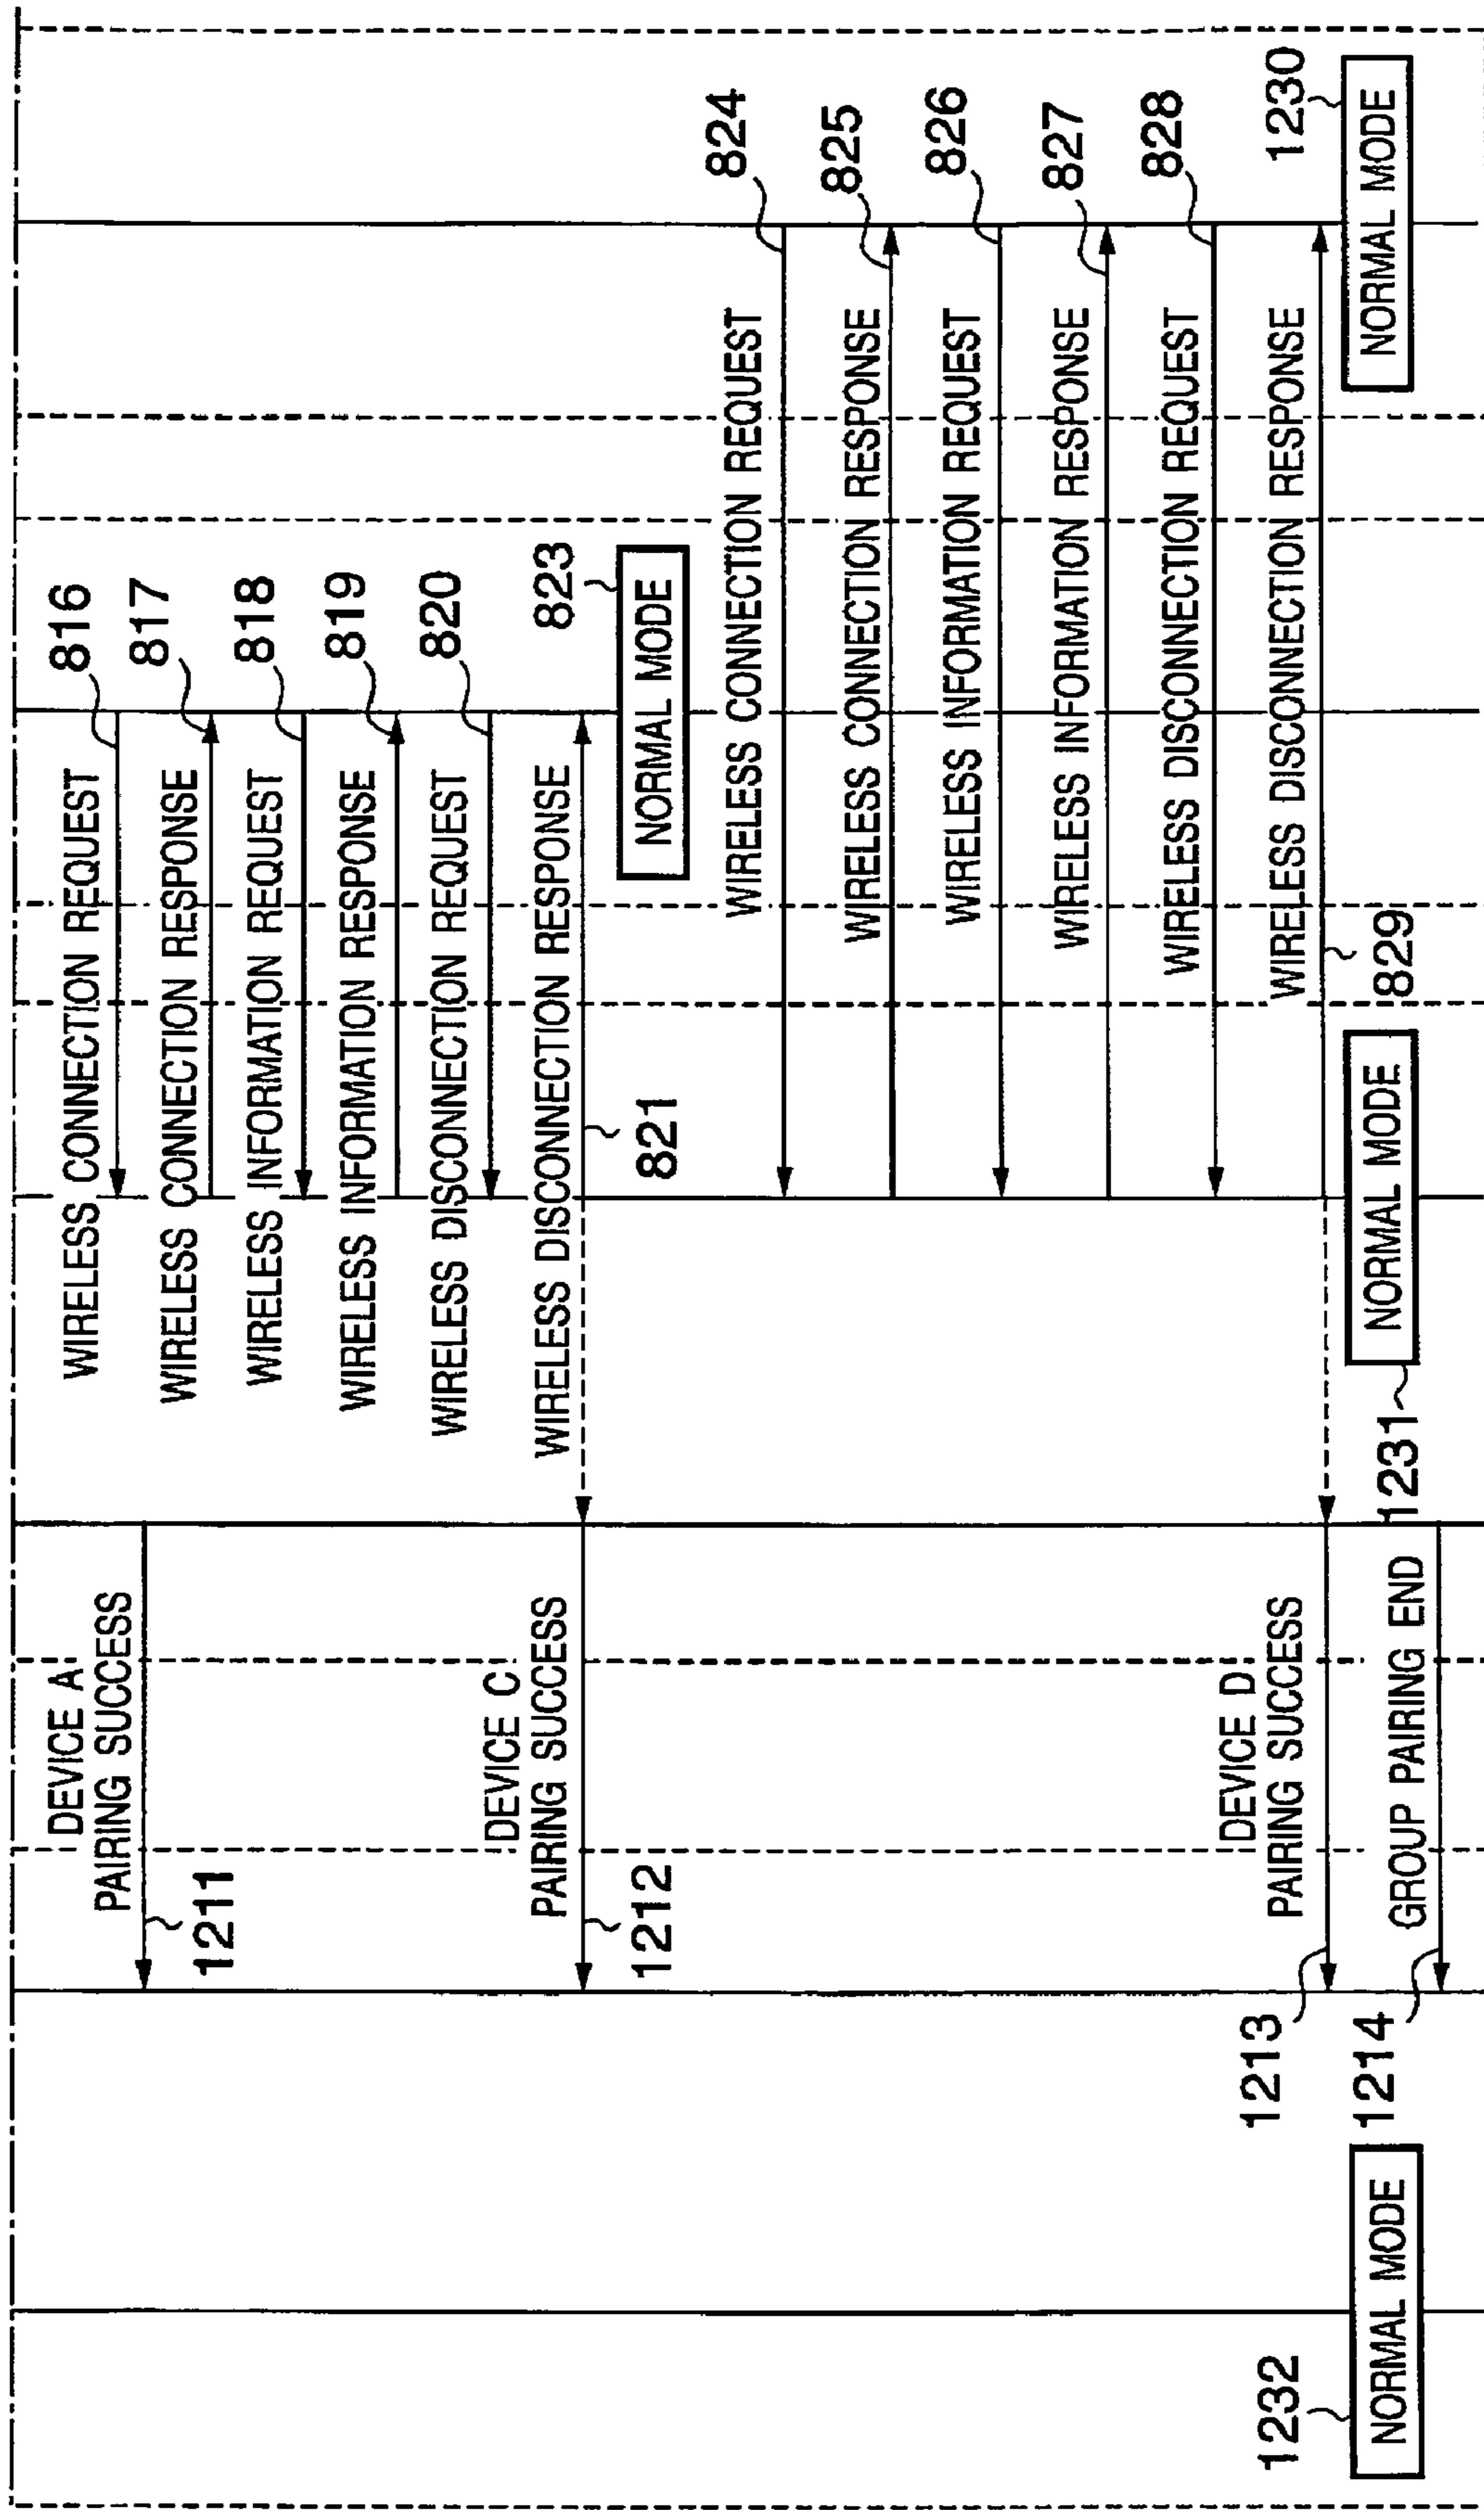 816
WIRELESS CONNECTION REQUEST
817
WIRELESS CONNECTION RESPONSE
818
WIRELESS INFORMATION REQUEST
819
WIRELESS INFORMATION RESPONSE
820
WIRELESS DISCONNECTION REQUEST
WIRELESS DISCONNECTION RESPONSE
821
823
NORMAL MODE
DEVICE A
PAIRING SUCCESS
1211
DEVICE C
PAIRING SUCCESS
1212
824
WIRELESS CONNECTION REQUEST
825
WIRELESS CONNECTION RESPONSE
826
WIRELESS INFORMATION REQUEST
827
WIRELESS INFORMATION RESPONSE
828
WIRELESS DISCONNECTION REQUEST
WIRELESS DISCONNECTION RESPONSE
829
DEVICE D
PAIRING SUCCESS
1213
GROUP PAIRING END
1214
1230
NORMAL MODE
1231
NORMAL MODE
1232
NORMAL MODE